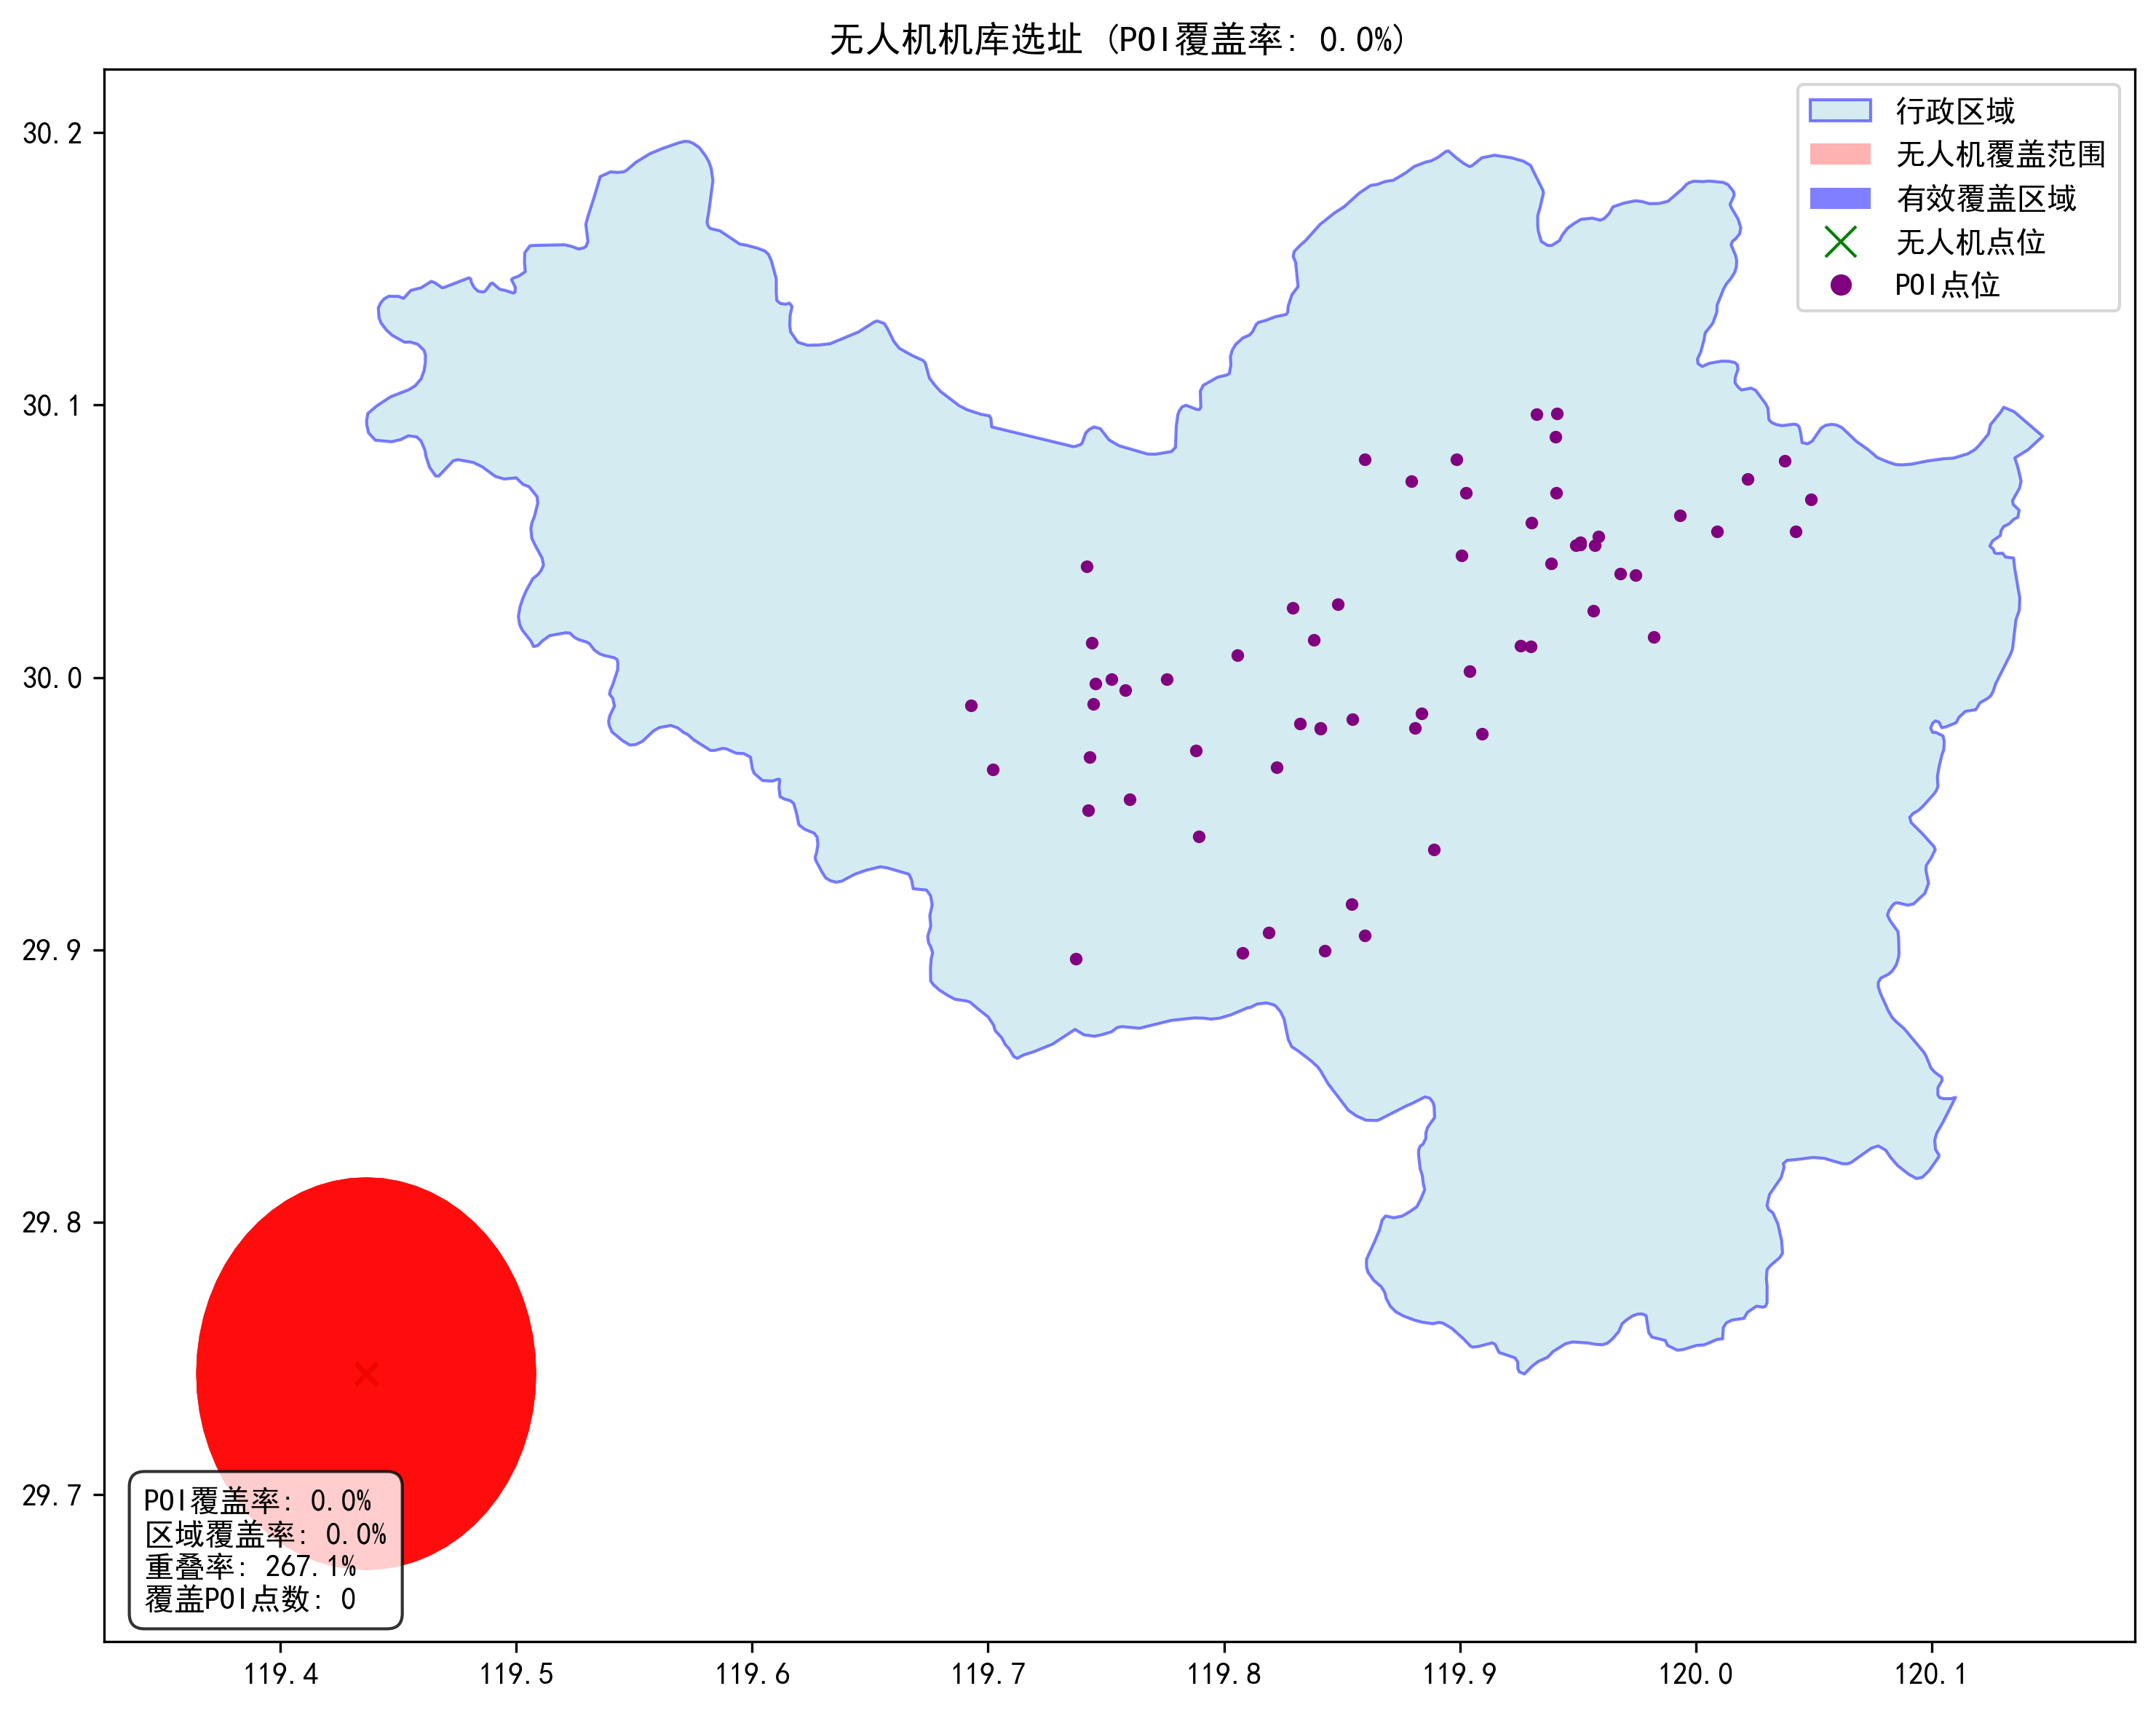 无人机机库选址 (POI覆盖率: 0.0%)
行政区域
无人机覆盖范围
有效覆盖区域
无人机点位
POI点位
30.2
30.1
30.0
29.9
29.8
29.7
POI覆盖率: 0.0%
区域覆盖率: 0.0%
重叠率: 267.1%
覆盖POI点数: 0
119.4 119.5 119.6 119.7 119.8 119.9 120.0 120.1